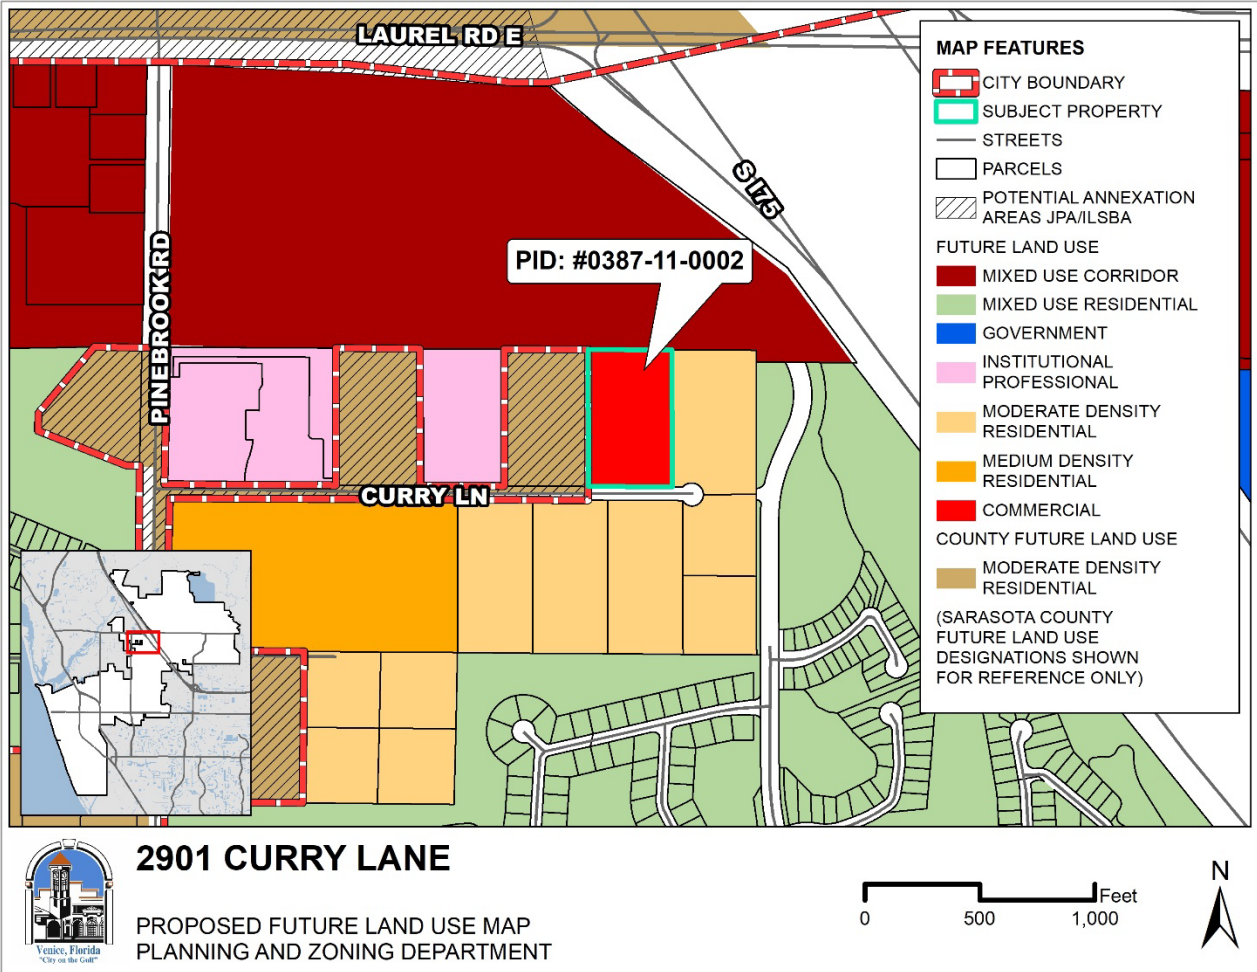 LAUREL RD E
S I75
PINEBROOK RD
PID: #0387-11-0002
CURRY LN
MAP FEATURES
CITY BOUNDARY
SUBJECT PROPERTY
STREETS
PARCELS
POTENTIAL ANNEXATION
AREAS JPA/ILSBA
FUTURE LAND USE
MIXED USE CORRIDOR
MIXED USE RESIDENTIAL
GOVERNMENT
INSTITUTIONAL
PROFESSIONAL
MODERATE DENSITY
RESIDENTIAL
MEDIUM DENSITY
RESIDENTIAL
COMMERCIAL
COUNTY FUTURE LAND USE
MODERATE DENSITY
RESIDENTIAL
(SARASOTA COUNTY
FUTURE LAND USE
DESIGNATIONS SHOWN
FOR REFERENCE ONLY)
Venice, Florida
"City on the Gulf"
2901 CURRY LANE
PROPOSED FUTURE LAND USE MAP
PLANNING AND ZONING DEPARTMENT
Feet
0 500 1,000
N